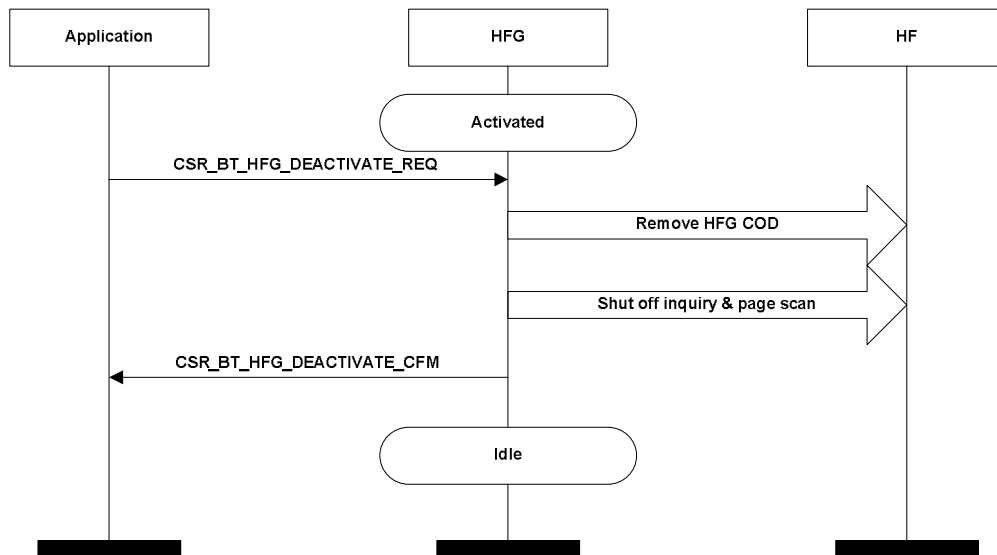 Application
HFG
HF
Activated
CSR_BT_HFG_DEACTIVATE_REQ
Remove HFG COD
Shut off inquiry & page scan
CSR_BT_HFG_DEACTIVATE_CFM
Idle